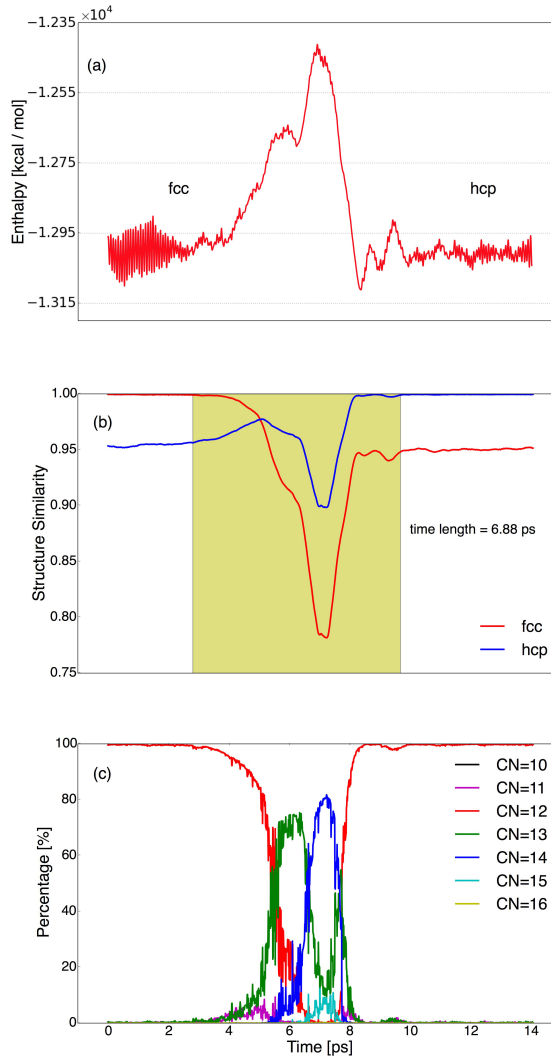 −1.235
×10⁴
(a)
−1.255
−1.275
fcc
hcp
−1.295
−1.315
Enthalpy [kcal / mol]
1.00
(b)
0.95
0.90
0.85
0.80
0.75
Structure Similarity
time length = 6.88 ps
fcc
hcp
100
(c)
80
60
40
20
0
Percentage [%]
CN=10
CN=11
CN=12
CN=13
CN=14
CN=15
CN=16
0 2 4 6 8 10 12 14
Time [ps]